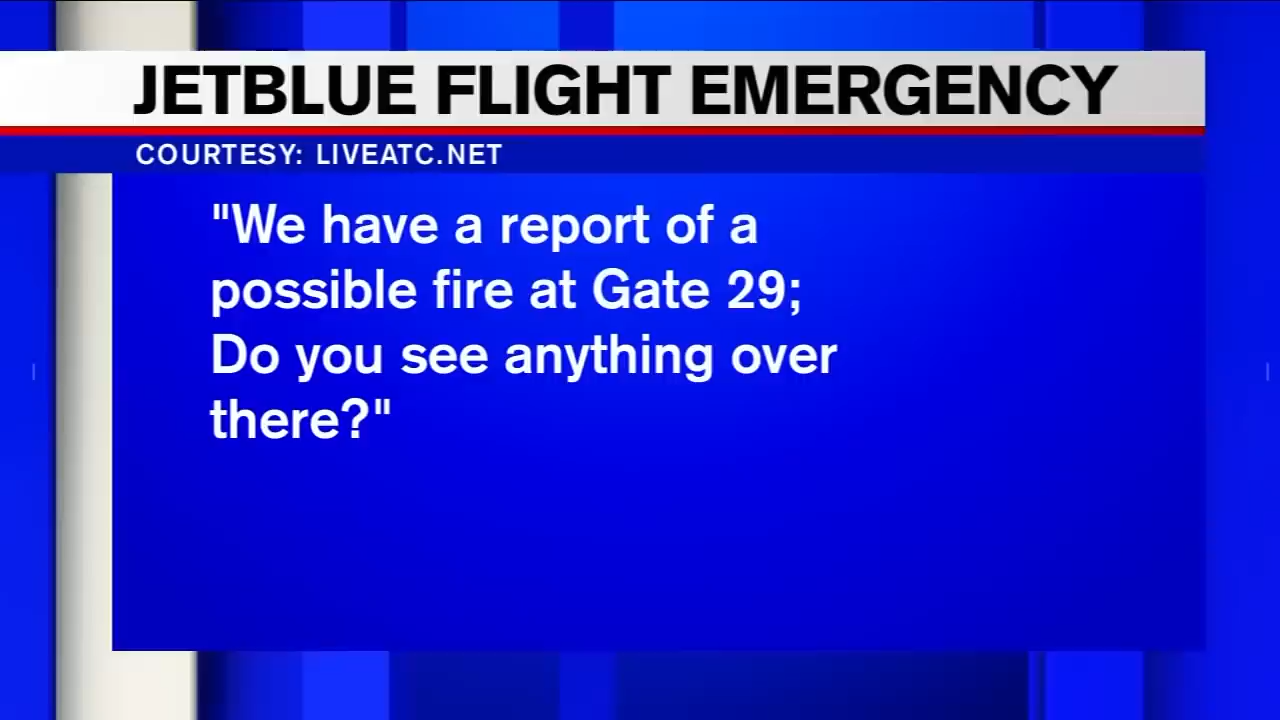 JETBLUE FLIGHT EMERGENCY
COURTESY: LIVEATC.NET
"We have a report of a
possible fire at Gate 29;
Do you see anything over
there?"